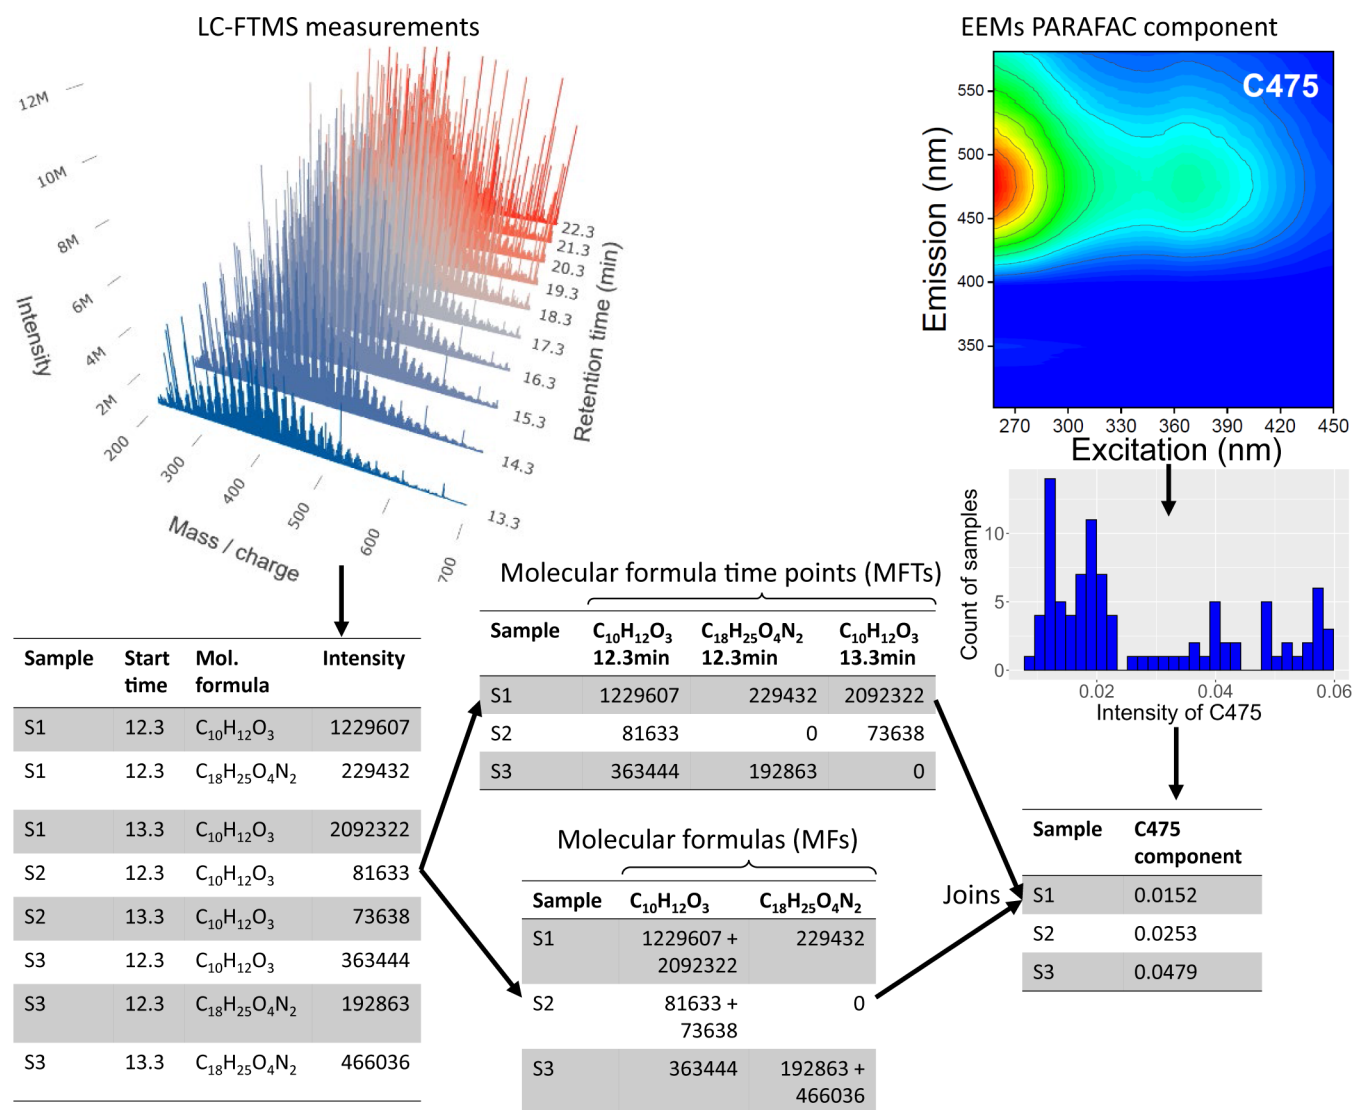 LC-FTMS measurements
12M
10M
8M
6M
4M
2M
Intensity
200
300
400
500
600
700
Mass / charge
22.3
21.3
20.3
19.3
18.3
17.3
16.3
15.3
14.3
13.3
Retention time (min)
EEMs PARAFAC component
C475
550
500
450
400
350
Emission (nm)
270 300 330 360 390 420 450
Excitation (nm)
Count of samples
10
5
0
0.02 0.04 0.06
Intensity of C475
Sample Start time Mol. formula Intensity
S1 12.3 C₁₀H₁₂O₃ 1229607
S1 12.3 C₁₈H₂₅O₄N₂ 229432
S1 13.3 C₁₀H₁₂O₃ 2092322
S2 12.3 C₁₀H₁₂O₃ 81633
S2 13.3 C₁₀H₁₂O₃ 73638
S3 12.3 C₁₀H₁₂O₃ 363444
S3 12.3 C₁₈H₂₅O₄N₂ 192863
S3 13.3 C₁₈H₂₅O₄N₂ 466036
Molecular formula time points (MFTs)
Sample C₁₀H₁₂O₃ C₁₈H₂₅O₄N₂ C₁₀H₁₂O₃
12.3min 12.3min 13.3min
S1 1229607 229432 2092322
S2 81633 0 73638
S3 363444 192863 0
Molecular formulas (MFs)
Sample C₁₀H₁₂O₃ C₁₈H₂₅O₄N₂
S1 1229607 + 229432
2092322
S2 81633 + 0
73638
S3 363444 192863 +
466036
Joins
Sample C475
component
S1 0.0152
S2 0.0253
S3 0.0479